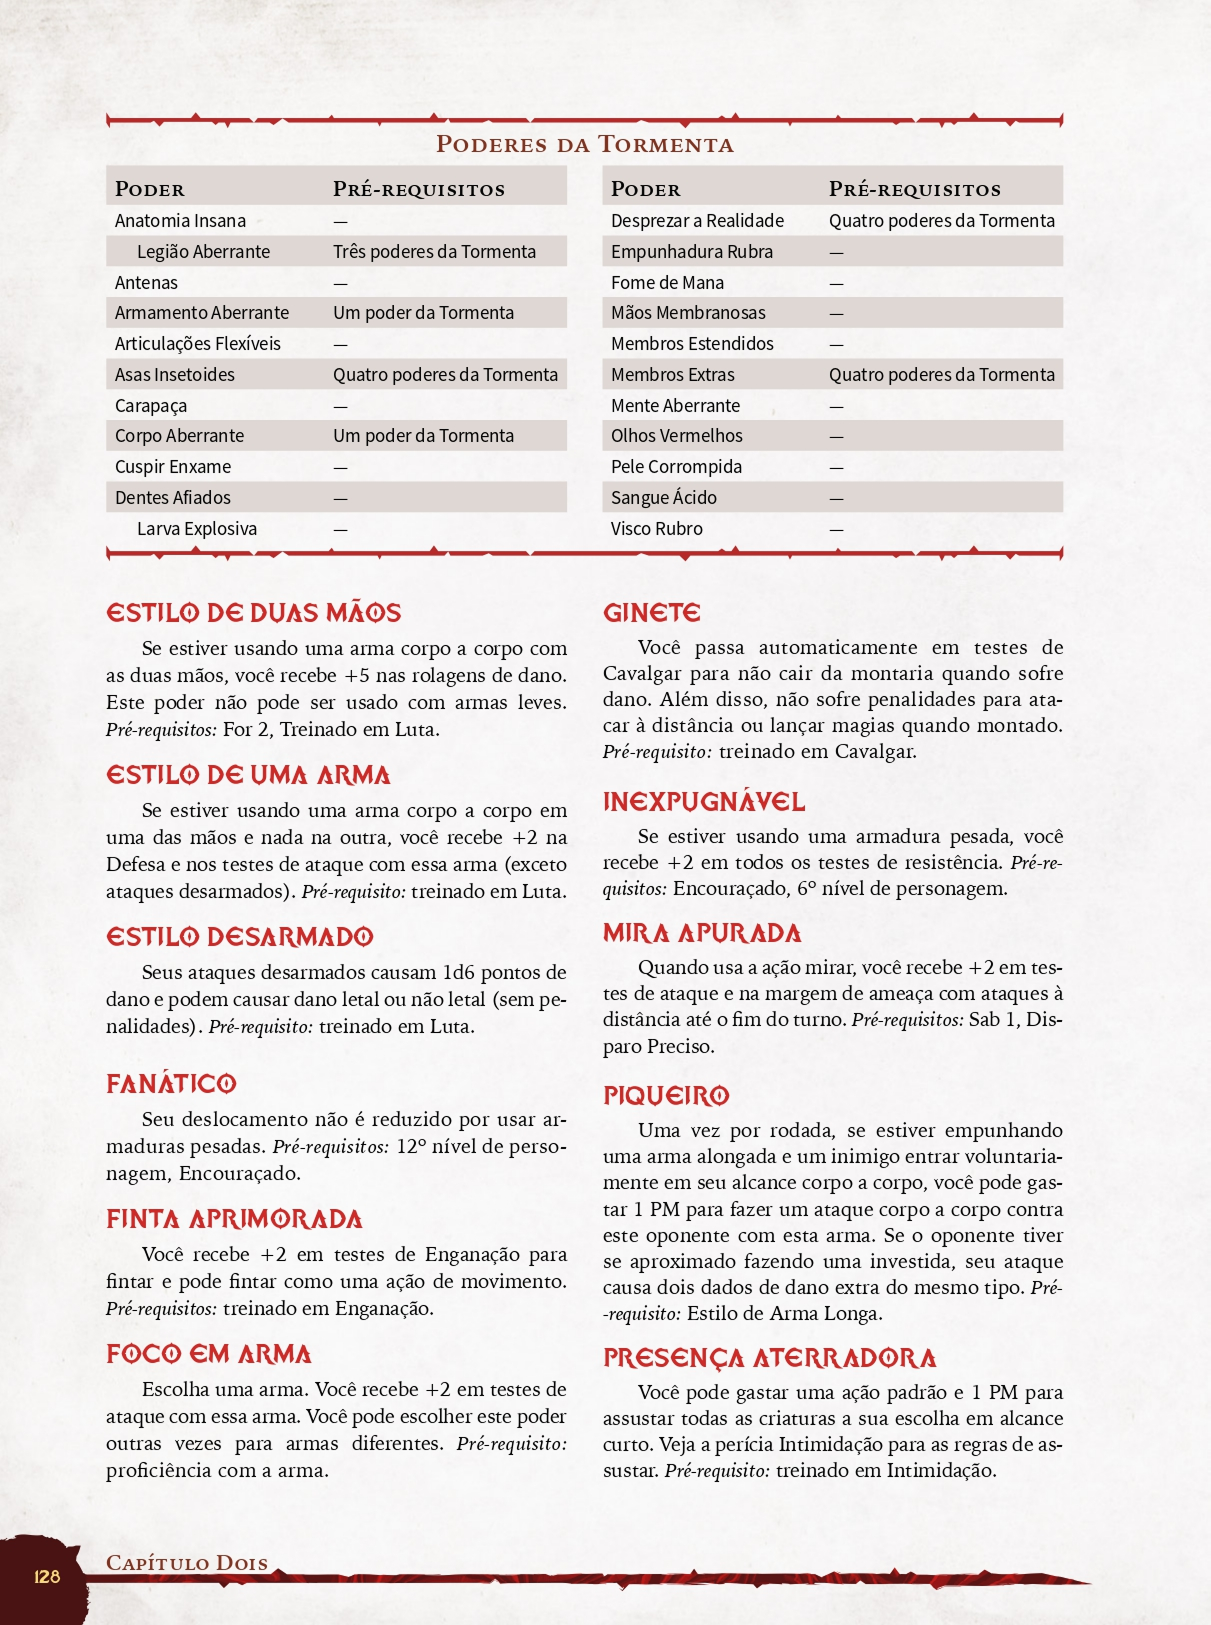 Poderes da Tormenta
Poder Pré-requisitos
Anatomia Insana —
Legião Aberrante Três poderes da Tormenta
Antenas —
Armamento Aberrante Um poder da Tormenta
Articulações Flexíveis —
Asas Insetoides Quatro poderes da Tormenta
Carapaça —
Corpo Aberrante Um poder da Tormenta
Cuspir Enxame —
Dentes Afiados —
Larva Explosiva —
Poder Pré-requisitos
Desprezar a Realidade Quatro poderes da Tormenta
Empunhadura Rubra —
Fome de Mana —
Mãos Membranosas —
Membros Estendidos —
Membros Extras Quatro poderes da Tormenta
Mente Aberrante —
Olhos Vermelhos —
Pele Corrompida —
Sangue Ácido —
Visco Rubro —
ESTILO DE DUAS MÃOS
Se estiver usando uma arma corpo a corpo com
as duas mãos, você recebe +5 nas rolagens de dano.
Este poder não pode ser usado com armas leves.
Pré-requisitos: For 2, Treinado em Luta.
ESTILO DE UMA ARMA
Se estiver usando uma arma corpo a corpo em
uma das mãos e nada na outra, você recebe +2 na
Defesa e nos testes de ataque com essa arma (exceto
ataques desarmados). Pré-requisito: treinado em Luta.
ESTILO DESARMADO
Seus ataques desarmados causam 1d6 pontos de
dano e podem causar dano letal ou não letal (sem pe-
nalidades). Pré-requisito: treinado em Luta.
FANÁTICO
Seu deslocamento não é reduzido por usar ar-
maduras pesadas. Pré-requisitos: 12º nível de perso-
nagem, Encouraçado.
FINTA APRIMORADA
Você recebe +2 em testes de Enganação para
fintar e pode fintar como uma ação de movimento.
Pré-requisitos: treinado em Enganação.
FOCO EM ARMA
Escolha uma arma. Você recebe +2 em testes de
ataque com essa arma. Você pode escolher este poder
outras vezes para armas diferentes. Pré-requisito:
proficiência com a arma.
GINETE
Você passa automaticamente em testes de
Cavalgar para não cair da montaria quando sofre
dano. Além disso, não sofre penalidades para ata-
car à distância ou lançar magias quando montado.
Pré-requisito: treinado em Cavalgar.
INEXPUGNÁVEL
Se estiver usando uma armadura pesada, você
recebe +2 em todos os testes de resistência. Pré-re-
quisitos: Encouraçado, 6º nível de personagem.
MIRA APURADA
Quando usa a ação mirar, você recebe +2 em tes-
tes de ataque e na margem de ameaça com ataques à
distância até o fim do turno. Pré-requisitos: Sab 1, Dis-
paro Preciso.
PIQUEIRO
Uma vez por rodada, se estiver empunhando
uma arma alongada e um inimigo entrar voluntaria-
mente em seu alcance corpo a corpo, você pode gas-
tar 1 PM para fazer um ataque corpo a corpo contra
este oponente com esta arma. Se o oponente tiver
se aproximado fazendo uma investida, seu ataque
causa dois dados de dano extra do mesmo tipo. Pré-
-requisito: Estilo de Arma Longa.
PRESENÇA ATERRADORA
Você pode gastar uma ação padrão e 1 PM para
assustar todas as criaturas a sua escolha em alcance
curto. Veja a perícia Intimidação para as regras de as-
sustar. Pré-requisito: treinado em Intimidação.
128
Capítulo Dois